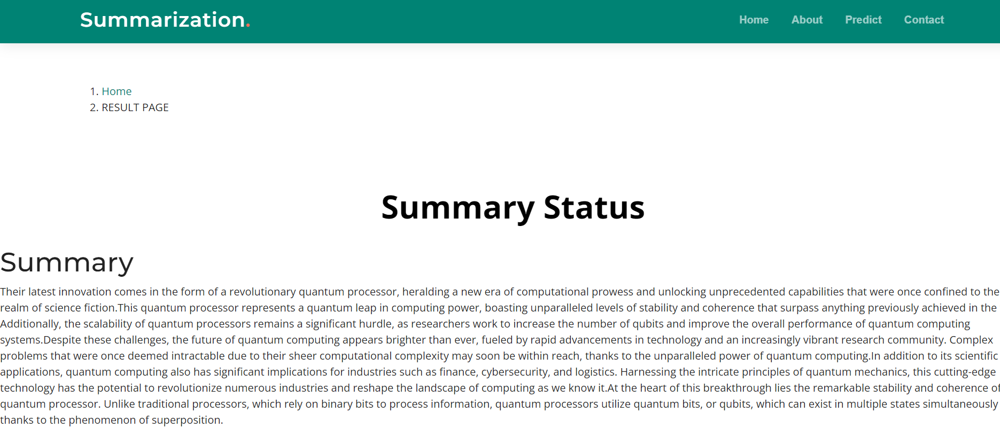 Summarization.
Home About Predict Contact
1. Home
2. RESULT PAGE
Summary Status
Summary
Their latest innovation comes in the form of a revolutionary quantum processor, heralding a new era of computational prowess and unlocking unprecedented capabilities that were once confined to the
realm of science fiction.This quantum processor represents a quantum leap in computing power, boasting unparalleled levels of stability and coherence that surpass anything previously achieved in the
Additionally, the scalability of quantum processors remains a significant hurdle, as researchers work to increase the number of qubits and improve the overall performance of quantum computing
systems.Despite these challenges, the future of quantum computing appears brighter than ever, fueled by rapid advancements in technology and an increasingly vibrant research community. Complex
problems that were once deemed intractable due to their sheer computational complexity may soon be within reach, thanks to the unparalleled power of quantum computing.In addition to its scientific
applications, quantum computing also has significant implications for industries such as finance, cybersecurity, and logistics. Harnessing the intricate principles of quantum mechanics, this cutting-edge
technology has the potential to revolutionize numerous industries and reshape the landscape of computing as we know it.At the heart of this breakthrough lies the remarkable stability and coherence of
quantum processor. Unlike traditional processors, which rely on binary bits to process information, quantum processors utilize quantum bits, or qubits, which can exist in multiple states simultaneously
thanks to the phenomenon of superposition.